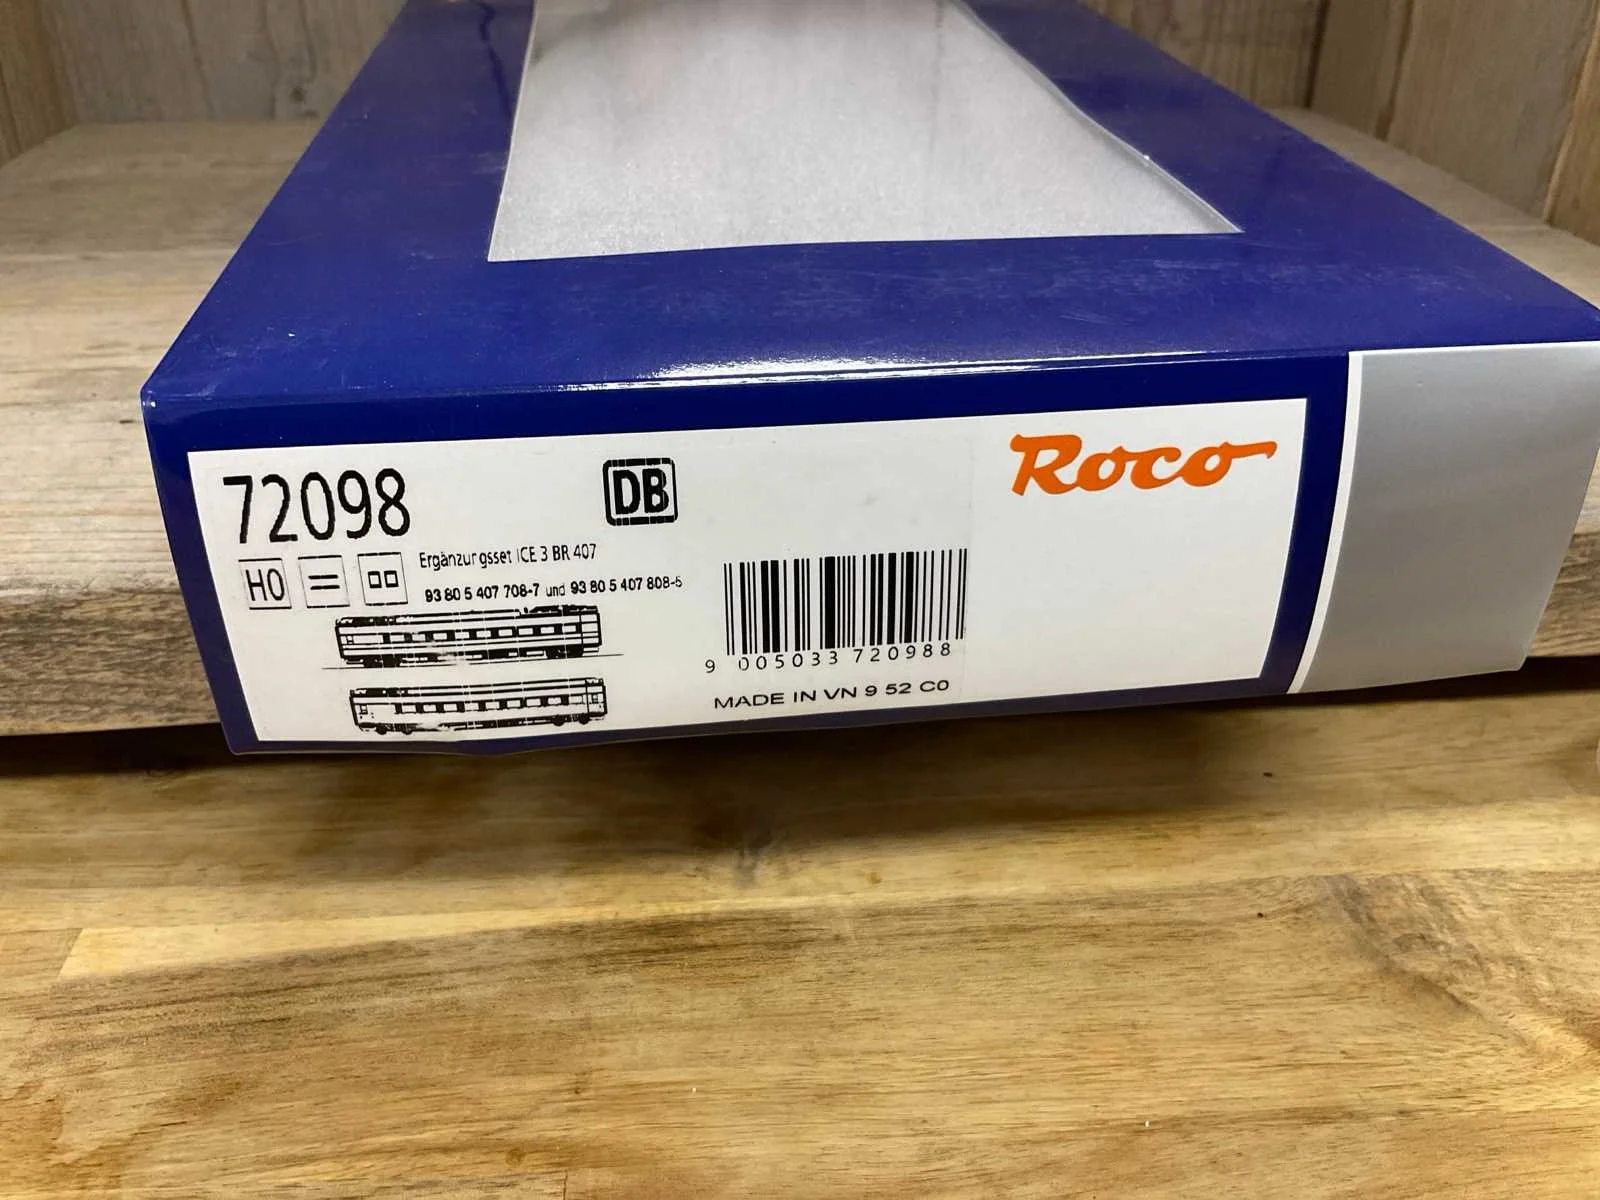 72098
DB
Roco
H0
Ergänzungsset ICE 3 BR 407
93 80 5 407 708-7 und 93 80 5 407 808-5
9 005033 720988
MADE IN VN 9 52 C0